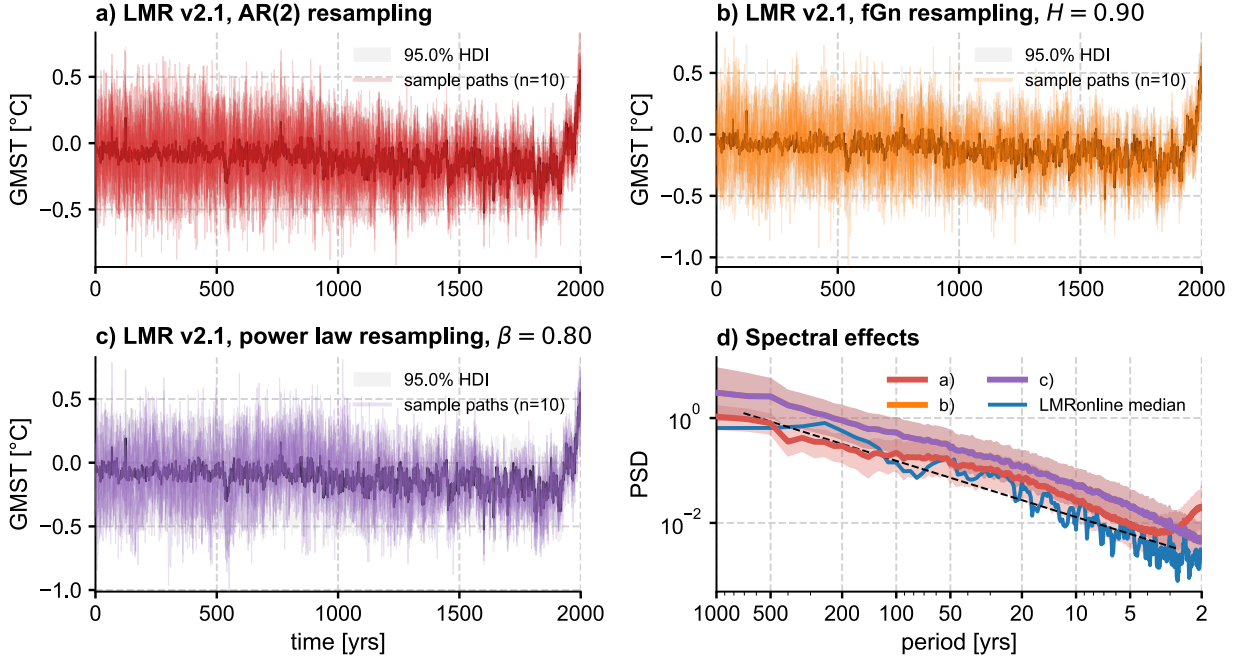 a) LMR v2.1, AR(2) resampling
0.5
0.0
−0.5
GMST [°C]
95.0% HDI
sample paths (n=10)
0 500 1000 1500 2000
b) LMR v2.1, fGn resampling, H = 0.90
0.5
0.0
−0.5
−1.0
GMST [°C]
95.0% HDI
sample paths (n=10)
0 500 1000 1500 2000
c) LMR v2.1, power law resampling, β = 0.80
0.5
0.0
−0.5
−1.0
GMST [°C]
95.0% HDI
sample paths (n=10)
0 500 1000 1500 2000
time [yrs]
d) Spectral effects
10⁰
10⁻²
PSD
a) c)
b) LMRonline median
1000 500 200 100 50 20 10 5 2
period [yrs]